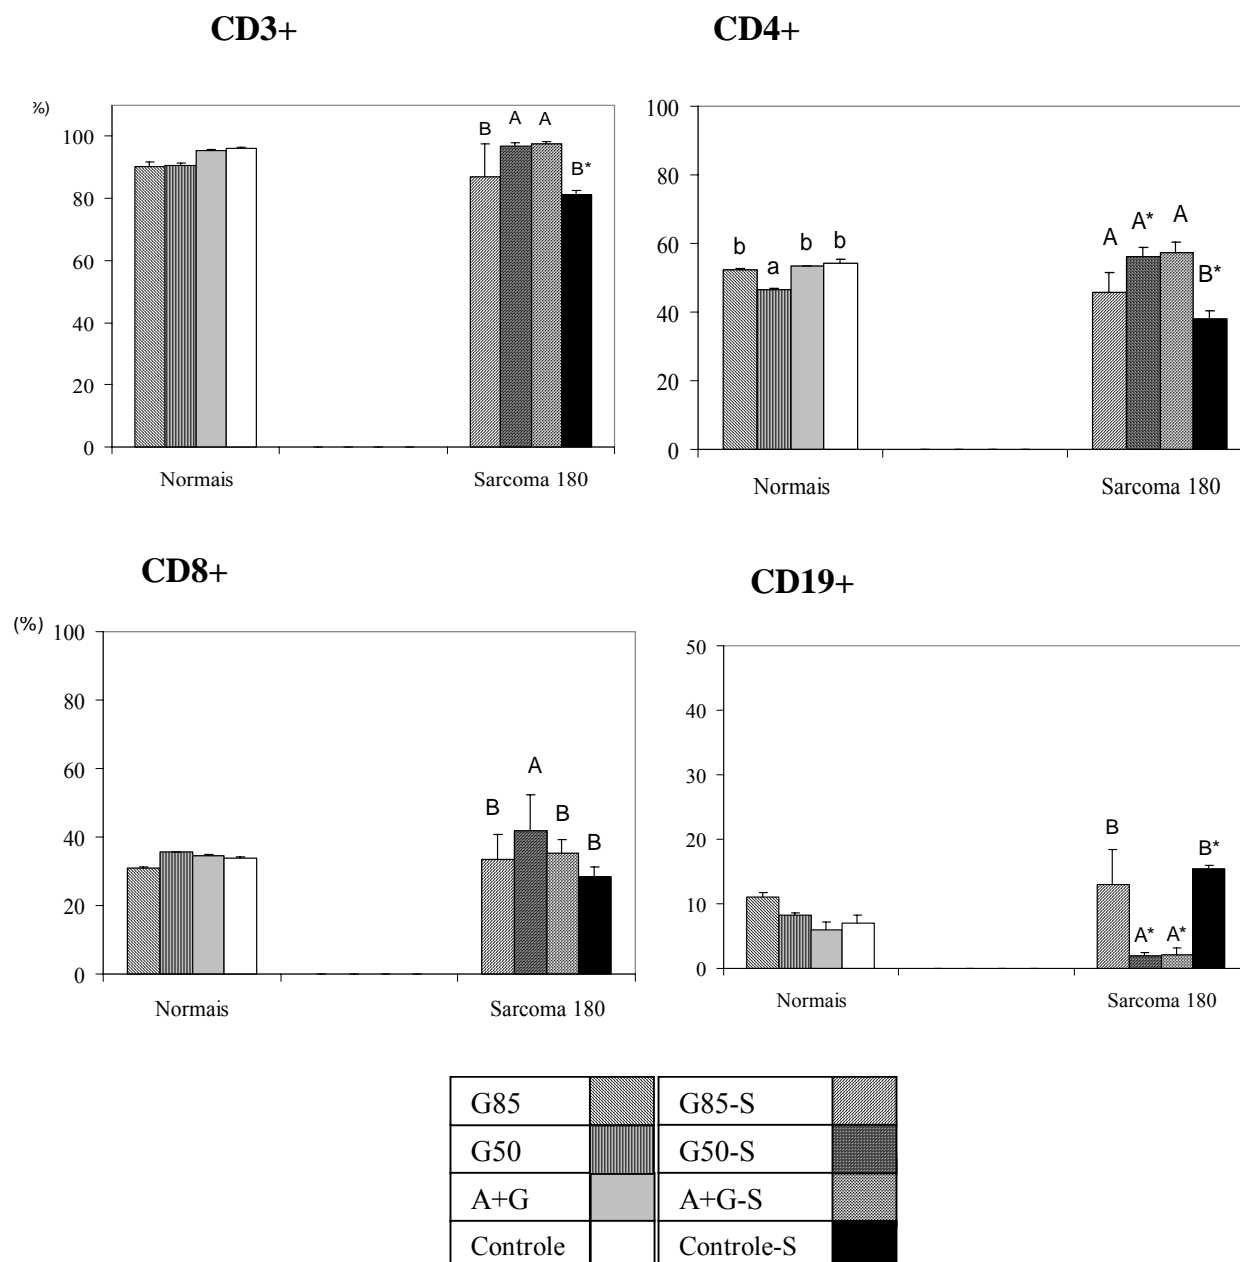 CD3+ CD4+
%)
100
80
60
40
20
0
B A A B*
Normais Sarcoma 180
100
80
60
40
20
0
b a b b A A* A B*
Normais Sarcoma 180
CD8+ CD19+
(%)
100
80
60
40
20
0
B A B B
Normais Sarcoma 180
50
40
30
20
10
0
B A* A* B*
Normais Sarcoma 180
G85 G85-S
G50 G50-S
A+G A+G-S
Controle Controle-S